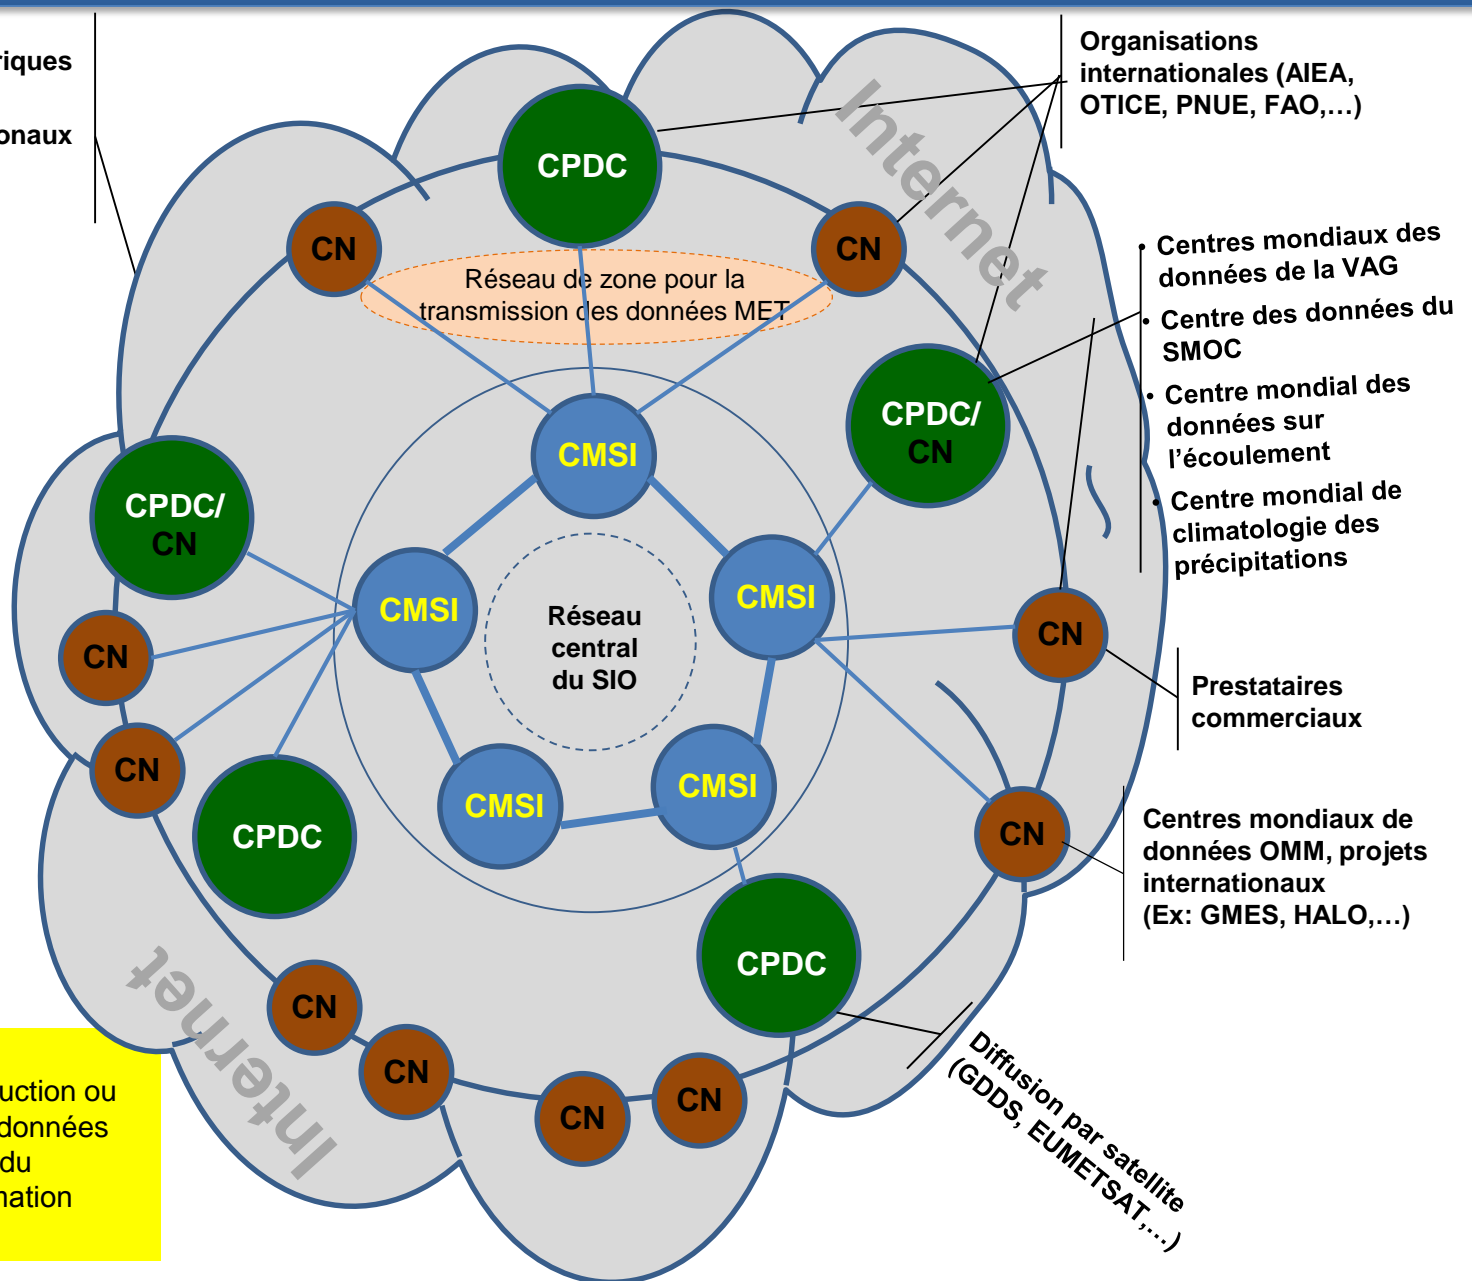 riques
onaux
Organisations
internationales (AIEA,
OTICE, PNUE, FAO,…)
Internet
CPDC
CN
CN
Réseau de zone pour la
transmission des données MET
• Centres mondiaux des
données de la VAG
• Centre des données du
SMOC
• Centre mondial des
données sur
l'écoulement
• Centre mondial de
climatologie des
précipitations
CPDC/
CN
CMSI
CPDC/
CN
CMSI
CMSI
Réseau
central
du SIO
CN
CN
Prestataires
commerciaux
CN
CMSI
CMSI
CPDC
CN
Centres mondiaux de
données OMM, projets
internationaux
(Ex: GMES, HALO,…)
CPDC
CN
CN
CN
CN
Internet
Diffusion par satellite
(GDDS, EUMETSAT,…)
uction ou
données
du
mation